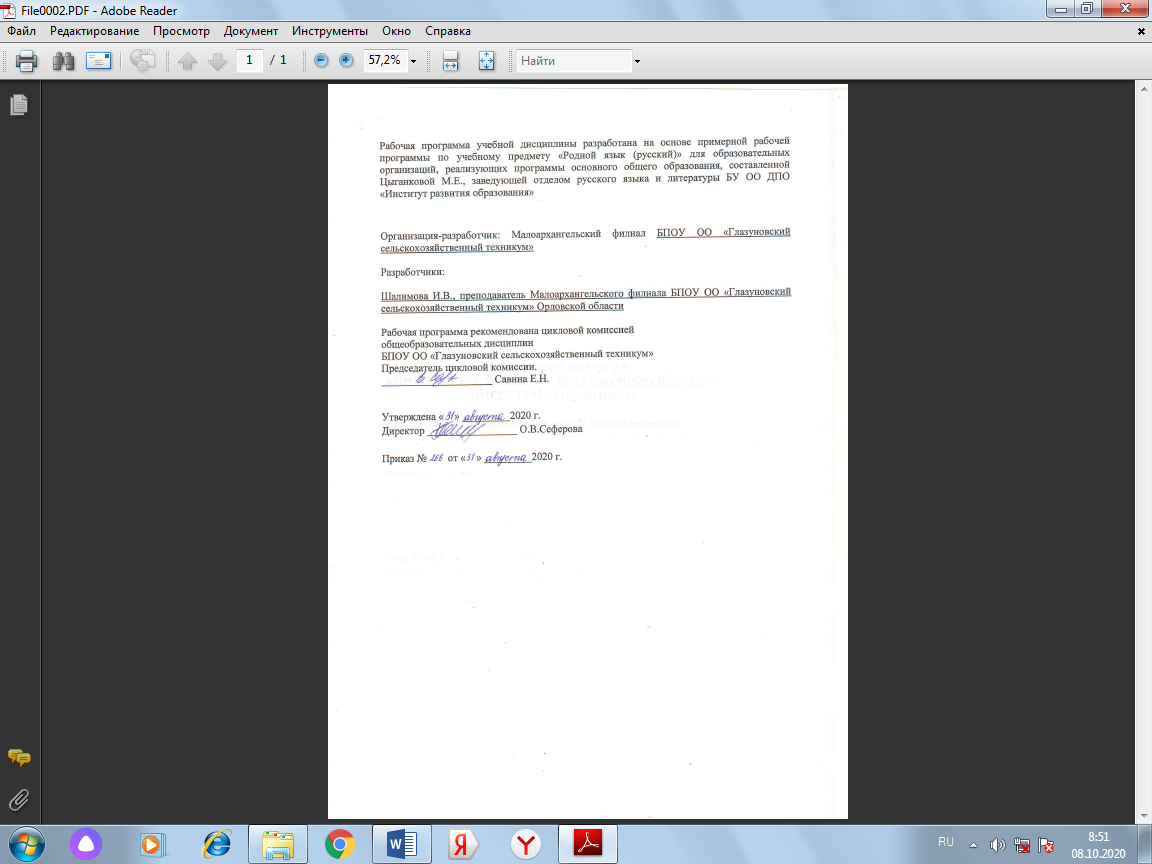 File0002.PDF - Adobe Reader
Файл Редактирование Просмотр Документ Инструменты Окно Справка
1 / 1 57,2% Найти
Рабочая программа учебной дисциплины разработана на основе примерной рабочей
программы по учебному предмету «Родной язык (русский)» для образовательных
организаций, реализующих программы основного общего образования, составленной
Цыганковой М.Е., заведующей отделом русского языка и литературы БУ ОО ДПО
«Институт развития образования»
Организация-разработчик: Малоархангельский филиал БПОУ ОО «Глазуновский
сельскохозяйственный техникум»
Разработчики:
Шалимова И.В., преподаватель Малоархангельского филиала БПОУ ОО «Глазуновский
сельскохозяйственный техникум» Орловской области
Рабочая программа рекомендована цикловой комиссией
общеобразовательных дисциплин
БПОУ ОО «Глазуновский сельскохозяйственный техникум»
Председатель цикловой комиссии.
Савина Е.Н.
Утверждена «31» августа 2020 г.
Директор О.В.Сеферова
Приказ № 266 от «31» августа 2020 г.
RU 8:51
08.10.2020